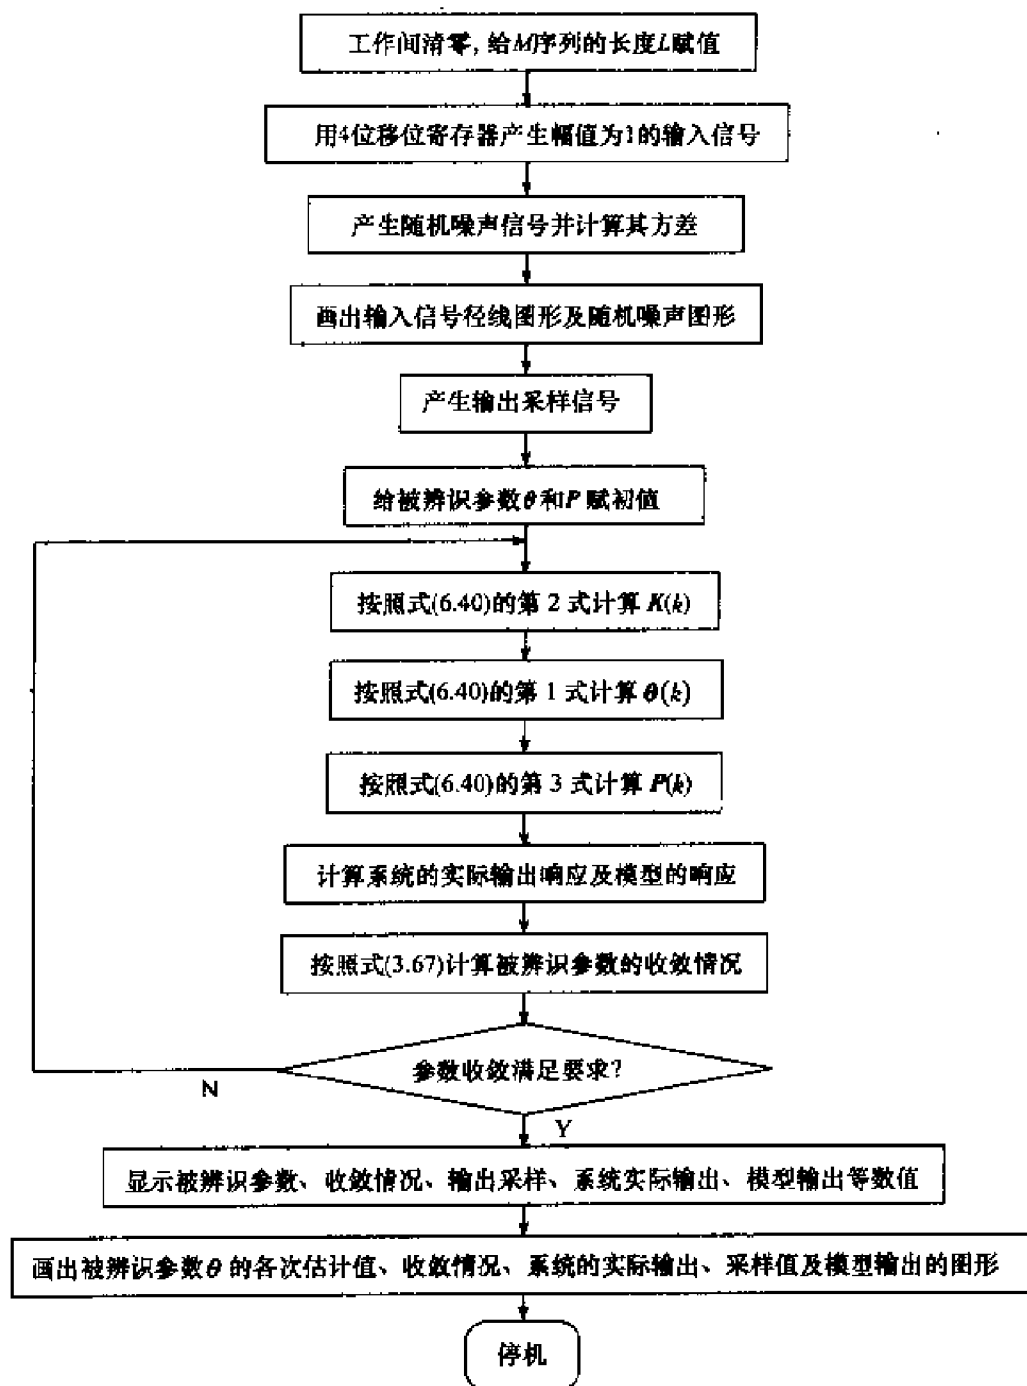 工作间清零, 给M序列的长度L赋值
用4位移位寄存器产生幅值为1的输入信号
产生随机噪声信号并计算其方差
画出输入信号径线图形及随机噪声图形
产生输出采样信号
给被辨识参数θ和P 赋初值
按照式(6.40)的第 2 式计算 K(k)
按照式(6.40)的第 1 式计算 θ(k)
按照式(6.40)的第 3 式计算 P(k)
计算系统的实际输出响应及模型的响应
按照式(3.67)计算被辨识参数的收敛情况
参数收敛满足要求?
N
Y
显示被辨识参数、收敛情况、输出采样、系统实际输出、模型输出等数值
画出被辨识参数θ 的各次估计值、收敛情况、系统的实际输出、采样值及模型输出的图形
停机